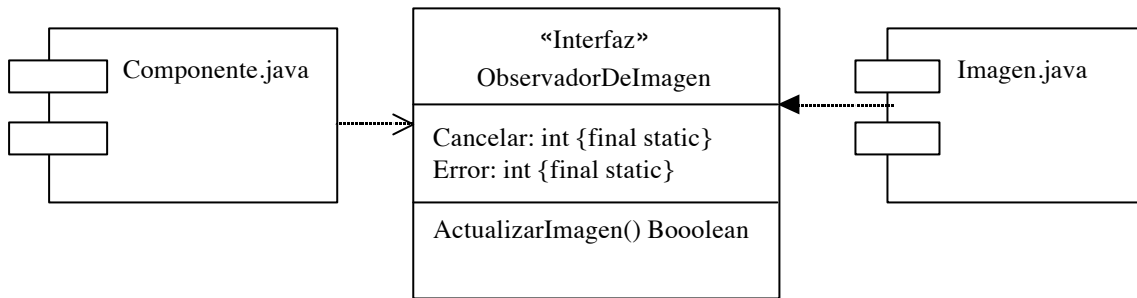 Componente.java
«Interfaz»
ObservadorDeImagen
Cancelar: int {final static}
Error: int {final static}
ActualizarImagen() Booolean
Imagen.java